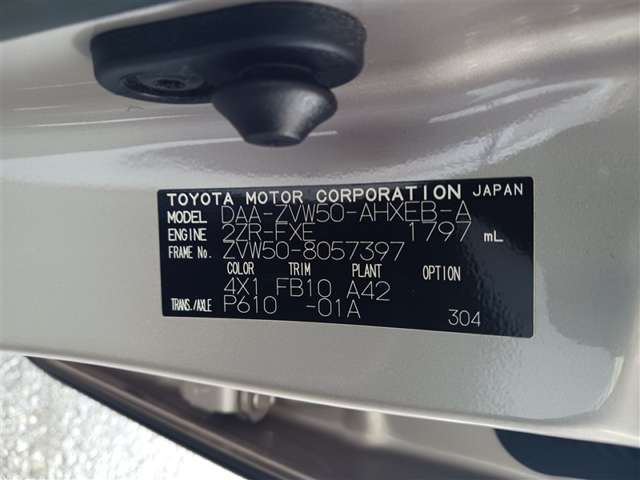 TOYOTA MOTOR CORPORATION JAPAN
MODEL DAA-ZVW50-AHXEB-A
ENGINE 2ZR-FXE 1797 mL
FRAME No. ZVW50-8057397
COLOR TRIM PLANT OPTION
4X1 FB10 A42
TRANS./AXLE P610 -01A
304